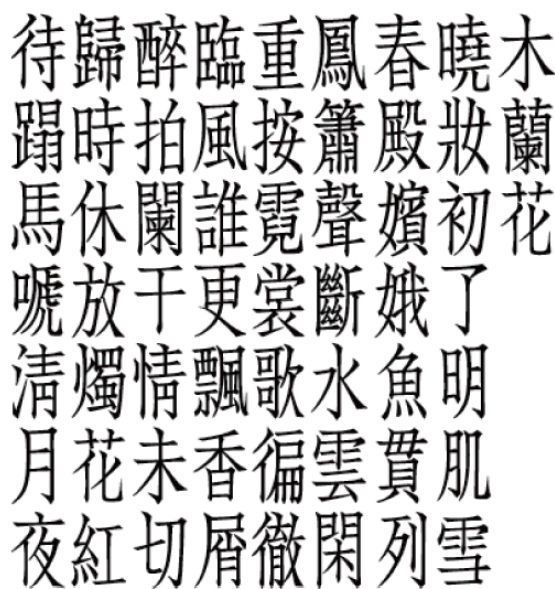 木蘭花
曉妝初了明肌雪
春殿嬪娥魚貫列
鳳簫聲斷水雲閑
重按霓裳歌徧徹
臨風誰更飄香屑
醉拍闌干情未切
歸時休放燭花紅
待蹋馬嗁淸月夜